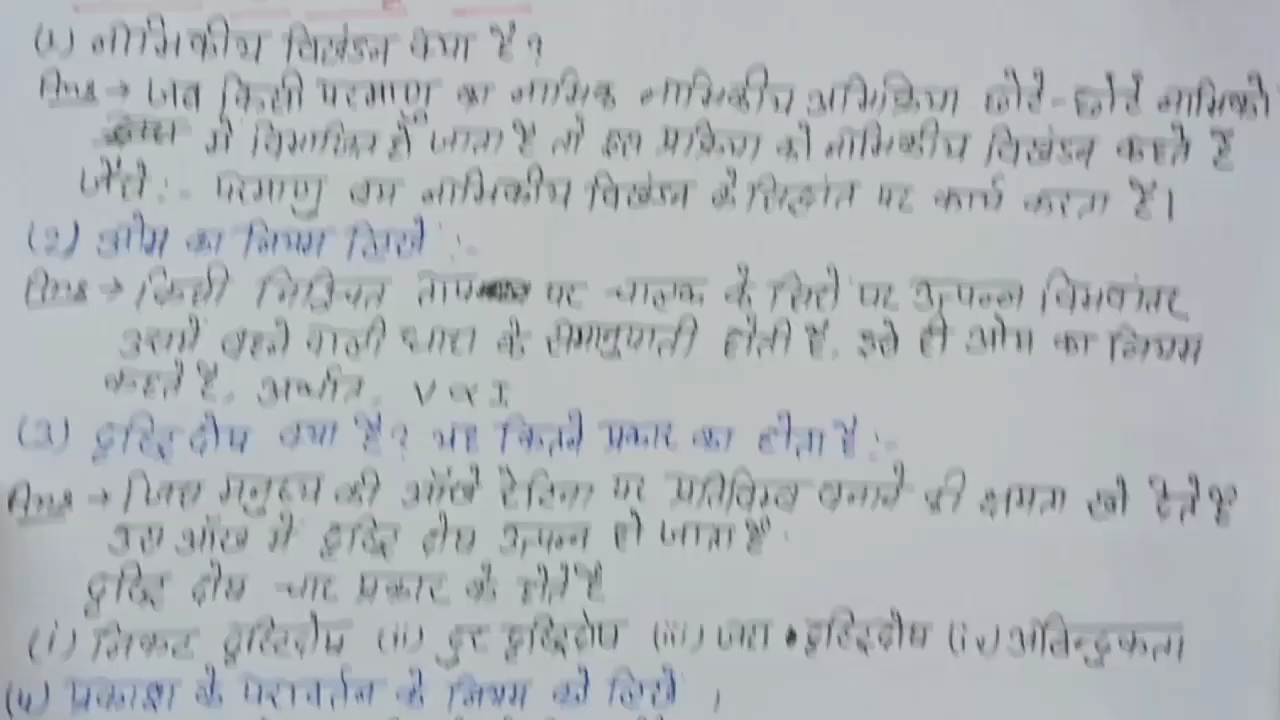 (1) नाभिकीय विखंडन क्या है?
Ans → जब किसी परमाणु का नाभिक नाभिकीय अभिक्रिया छोटे-छोटे नाभिको
में विभाजित हो जाता है तो इस प्रक्रिया को नाभिकीय विखंडन कहते है
जैसे:- परमाणु बम नाभिकीय विखंडन के सिद्धांत पर कार्य करता है।
(2) ओम का नियम लिखे :-
Ans → किसी निश्चित ताप पर चालक के सिरो पर उत्पन्न विभवांतर
उसमें बहने वाली धारा के समानुपाती होती है, इसे ही ओम का नियम
कहते है, अर्थात, V ∝ I
(3) दृष्टि दोष क्या है? यह कितने प्रकार का होता है:-
Ans → जिस मनुष्य की आँखे रेटिना पर प्रतिबिम्ब बनाने की क्षमता खो देते है
उस आँख में दृष्टि दोष उत्पन्न हो जाता है.
दृष्टि दोष चार प्रकार के होते है
(i) निकट दृष्टिदोष (ii) दुर दृष्टिदोष (iii) जरा दृष्टिदोष (iv) अबिन्दुकता
(4) प्रकाश के परावर्तन के नियम को लिखे।